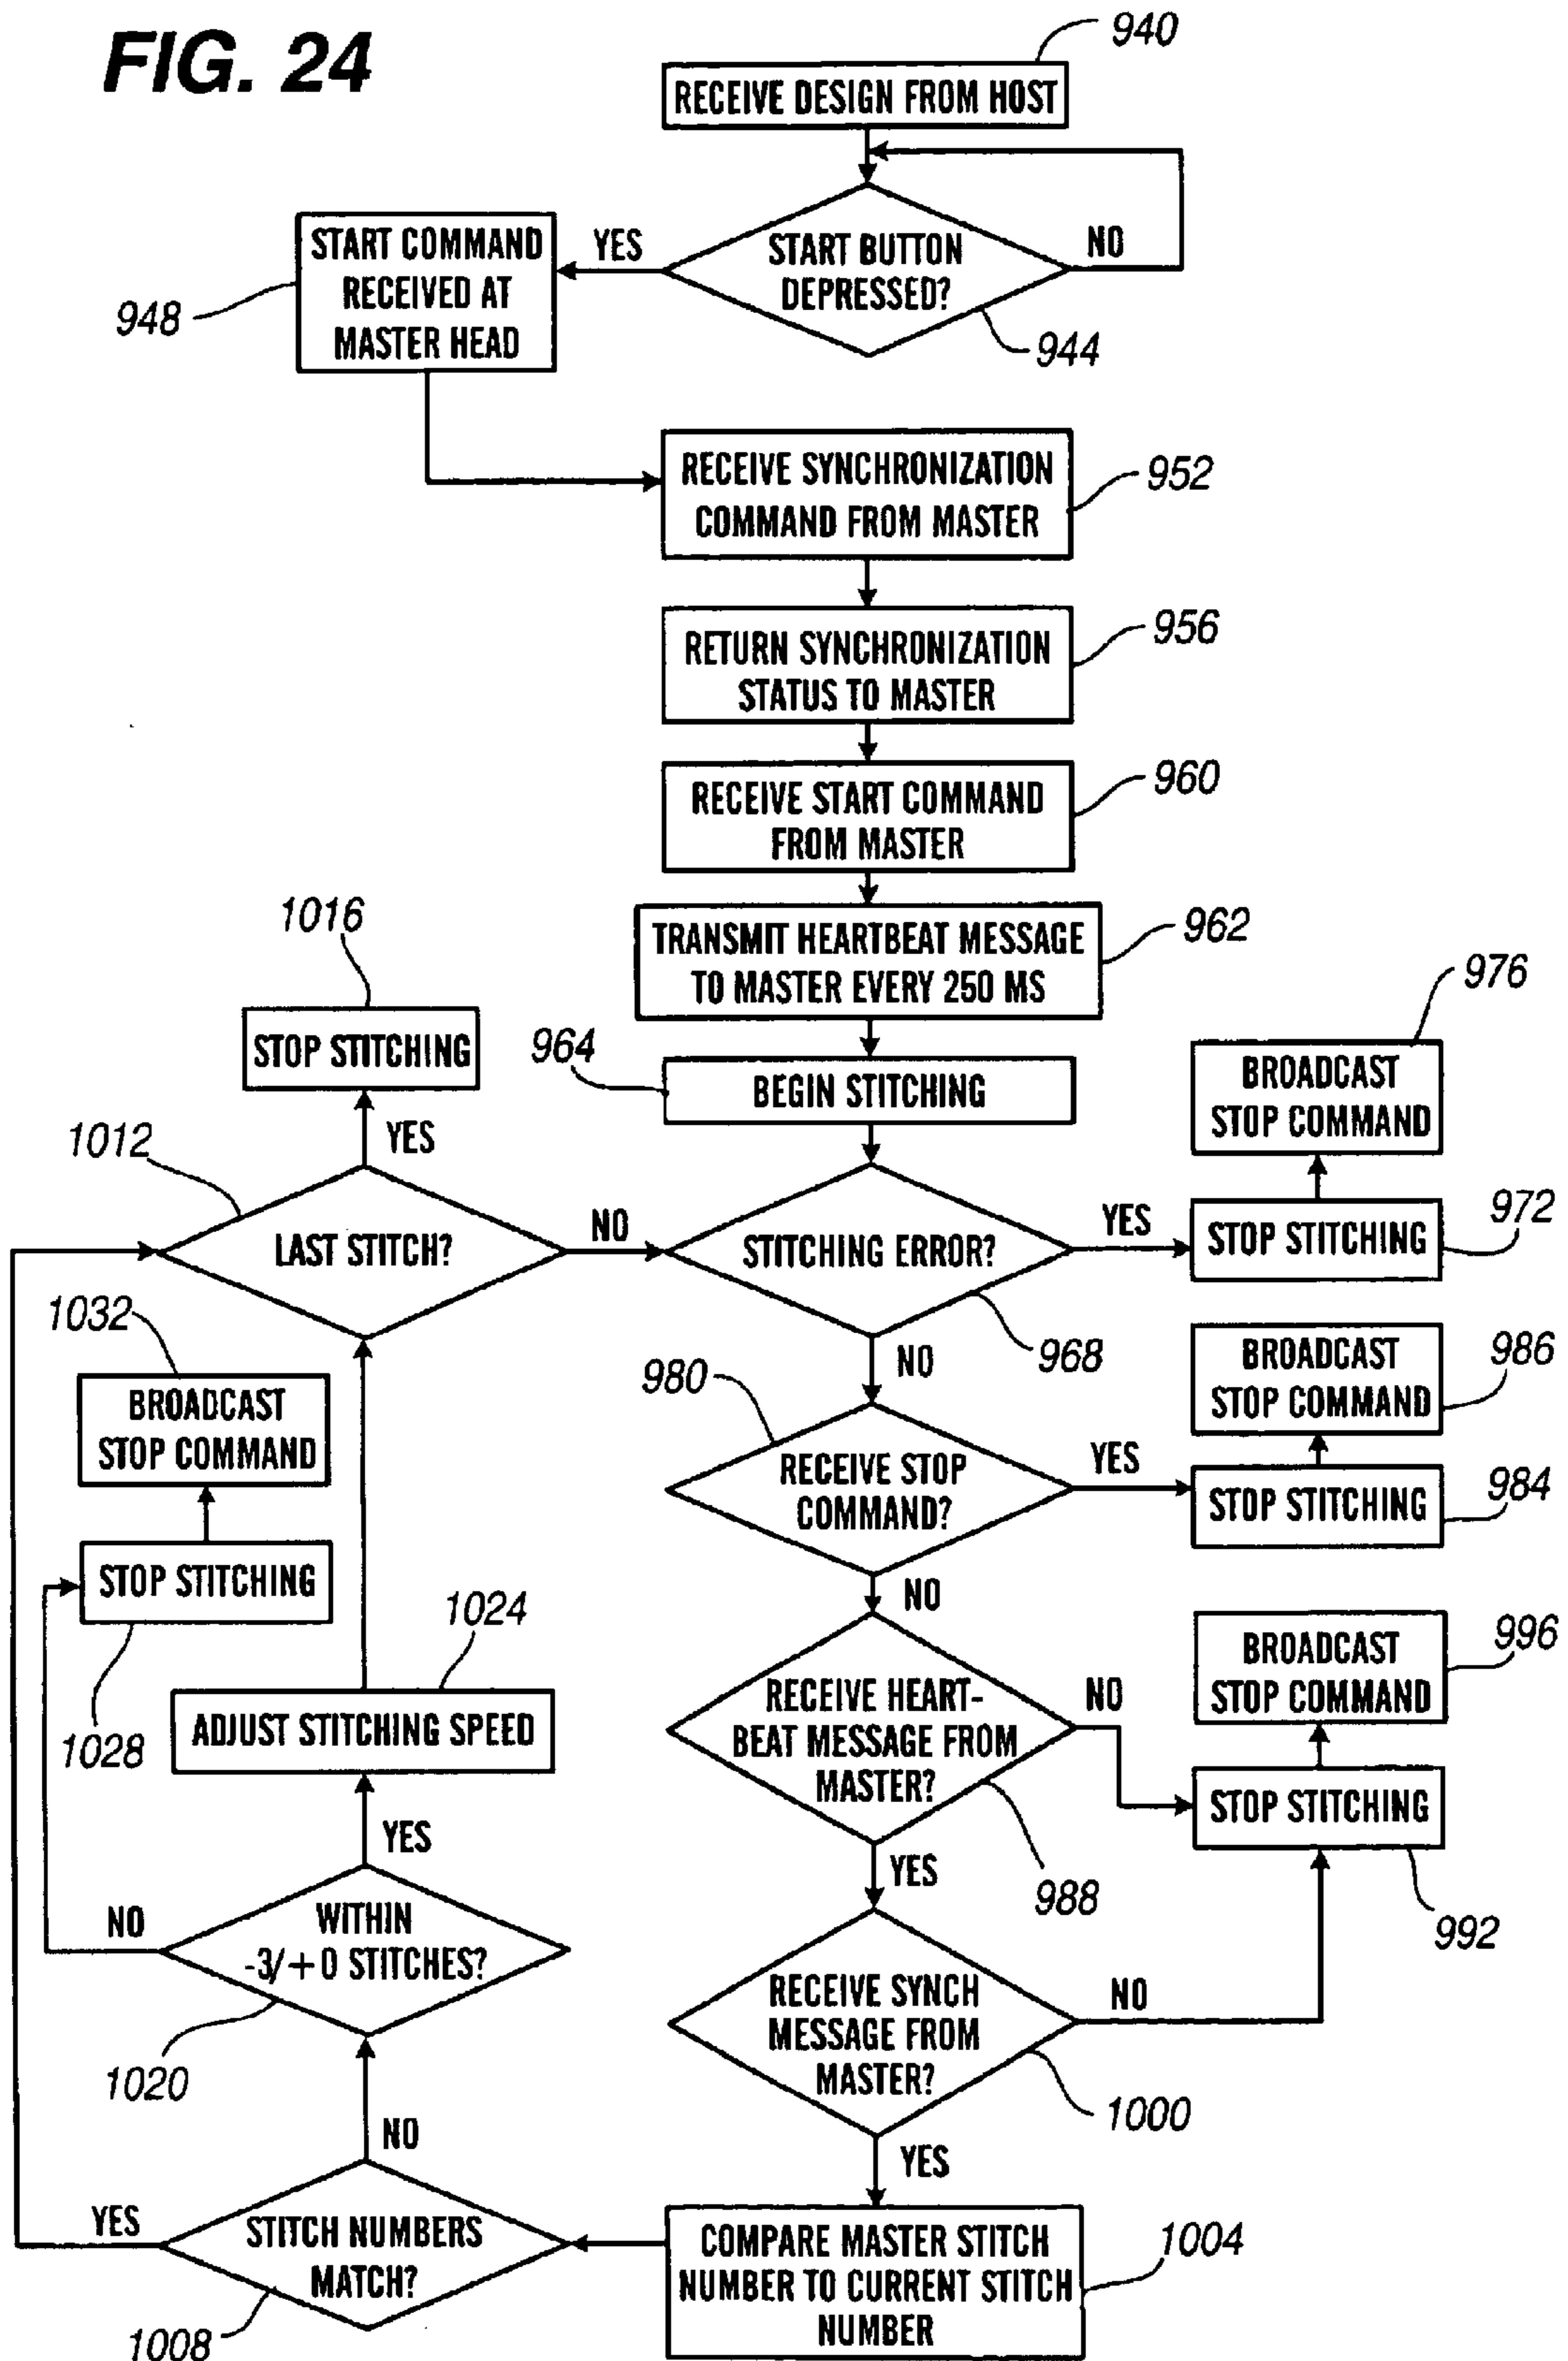 FIG. 24
940
RECEIVE DESIGN FROM HOST
START BUTTON
DEPRESSED?
NO
YES
944
START COMMAND
RECEIVED AT
MASTER HEAD
948
RECEIVE SYNCHRONIZATION
COMMAND FROM MASTER
952
RETURN SYNCHRONIZATION
STATUS TO MASTER
956
RECEIVE START COMMAND
FROM MASTER
960
TRANSMIT HEARTBEAT MESSAGE
TO MASTER EVERY 250 MS
962
964
BEGIN STITCHING
STITCHING ERROR?
968
YES
STOP STITCHING
972
BROADCAST
STOP COMMAND
976
NO
980
RECEIVE STOP
COMMAND?
YES
STOP STITCHING
984
BROADCAST
STOP COMMAND
986
NO
RECEIVE HEART-
BEAT MESSAGE FROM
MASTER?
988
NO
STOP STITCHING
992
BROADCAST
STOP COMMAND
996
YES
RECEIVE SYNCH
MESSAGE FROM
MASTER?
1000
NO
YES
COMPARE MASTER STITCH
NUMBER TO CURRENT STITCH
NUMBER
1004
STITCH NUMBERS
MATCH?
1008
YES
NO
WITHIN
-3/+0 STITCHES?
1020
NO
YES
ADJUST STITCHING SPEED
1024
STOP STITCHING
1028
BROADCAST
STOP COMMAND
1032
LAST STITCH?
1012
NO
YES
STOP STITCHING
1016